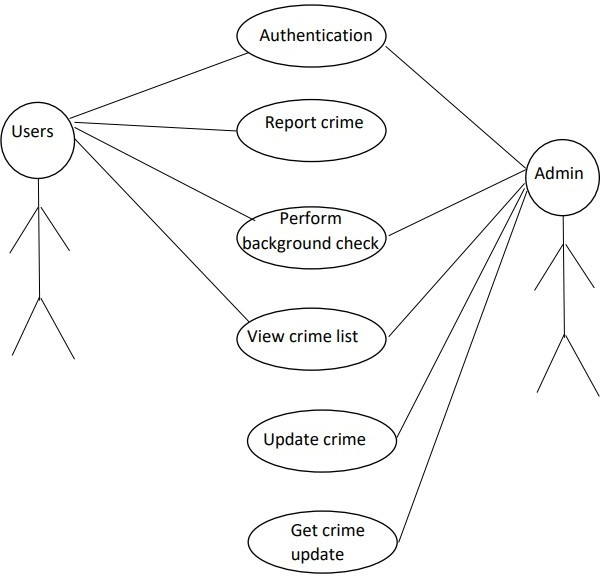 Authentication
Report crime
Users
Admin
Perform
background check
View crime list
Update crime
Get crime
update